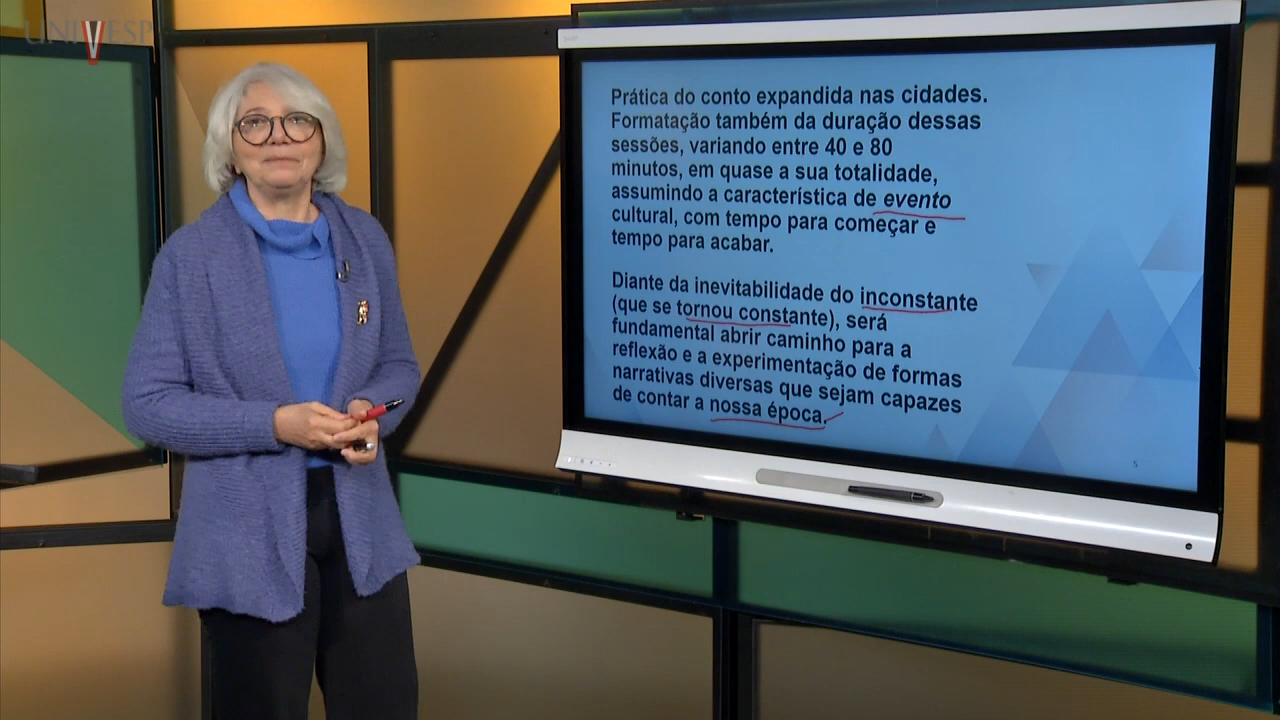 UNIVESP
Prática do conto expandida nas cidades.
Formatação também da duração dessas
sessões, variando entre 40 e 80
minutos, em quase a sua totalidade,
assumindo a característica de evento
cultural, com tempo para começar e
tempo para acabar.
Diante da inevitabilidade do inconstante
(que se tornou constante), será
fundamental abrir caminho para a
reflexão e a experimentação de formas
narrativas diversas que sejam capazes
de contar a nossa época.
5